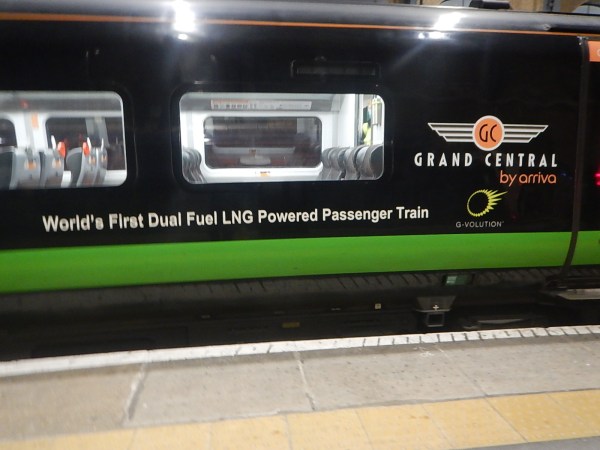 GC
GRAND CENTRAL
by arriva
World's First Dual Fuel LNG Powered Passenger Train
G-VOLUTION